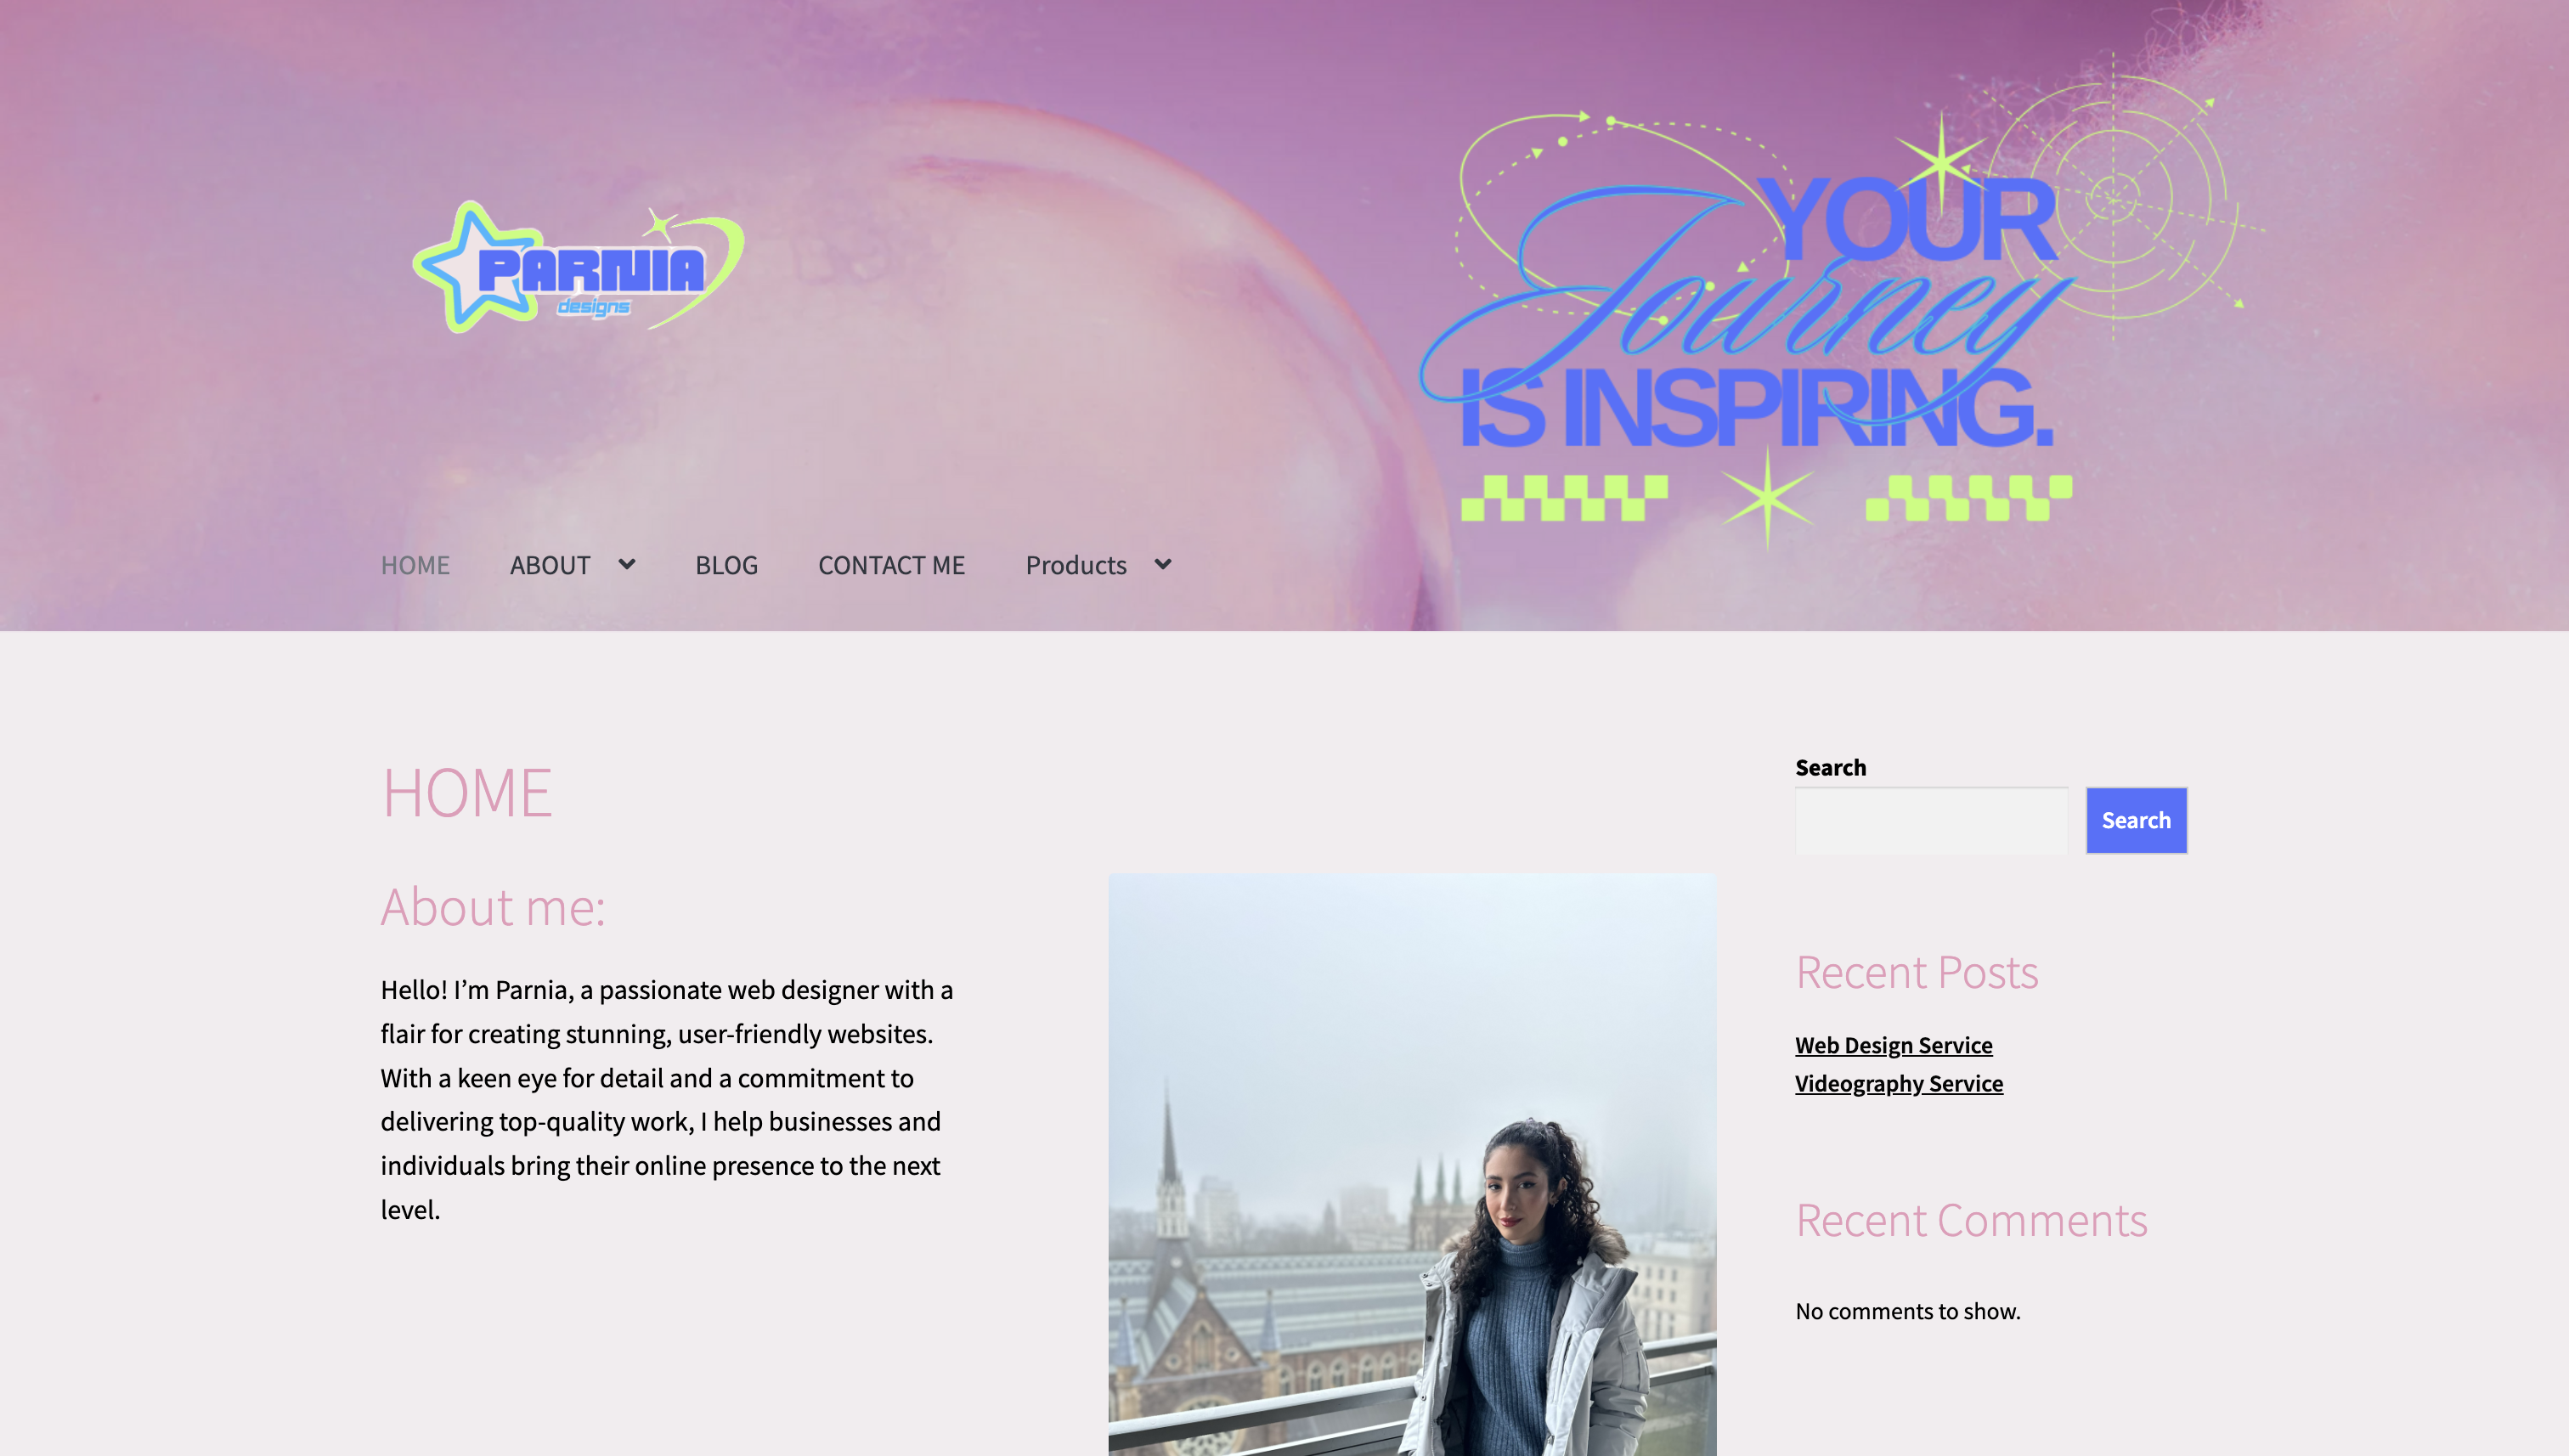 PARNIA
designs
YOUR
Journey
IS INSPIRING.
HOME ABOUT BLOG CONTACT ME Products
HOME
About me:
Hello! I’m Parnia, a passionate web designer with a
flair for creating stunning, user-friendly websites.
With a keen eye for detail and a commitment to
delivering top-quality work, I help businesses and
individuals bring their online presence to the next
level.
Search
Search
Recent Posts
Web Design Service
Videography Service
Recent Comments
No comments to show.